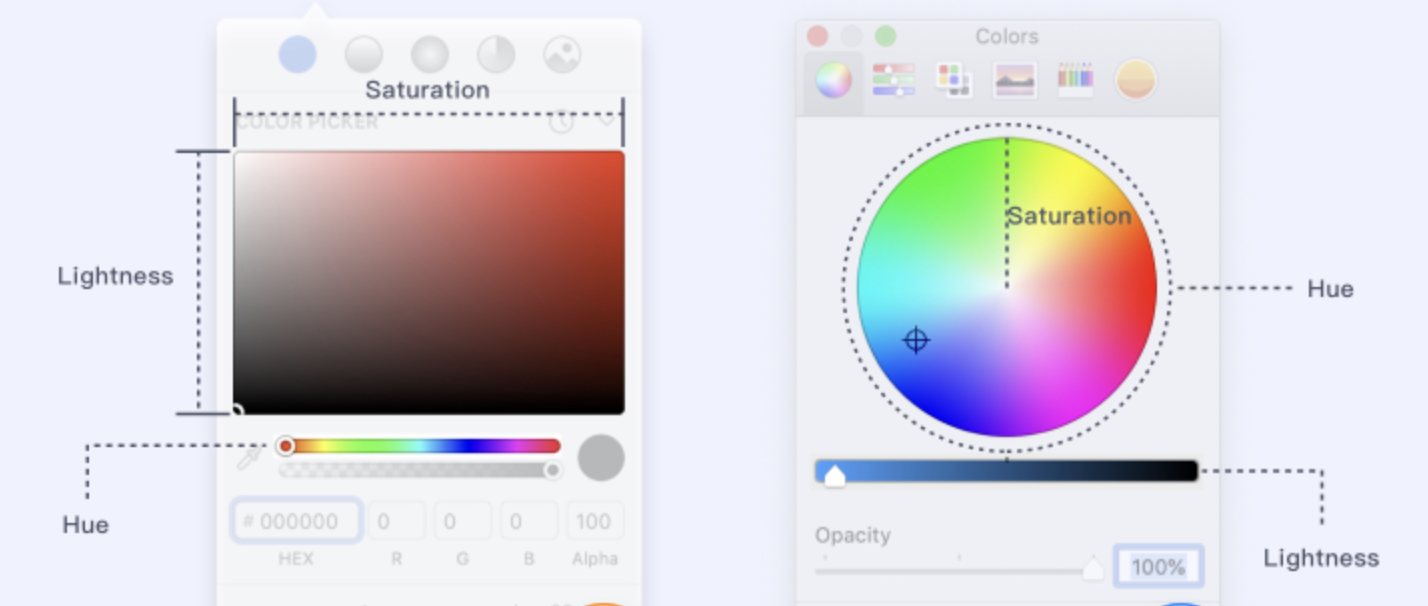 Colors
Saturation
COLOR PICKER
Saturation
Lightness
Hue
Hue
# 000000 0 0 0 100
HEX R G B Alpha
Opacity
100%
Lightness